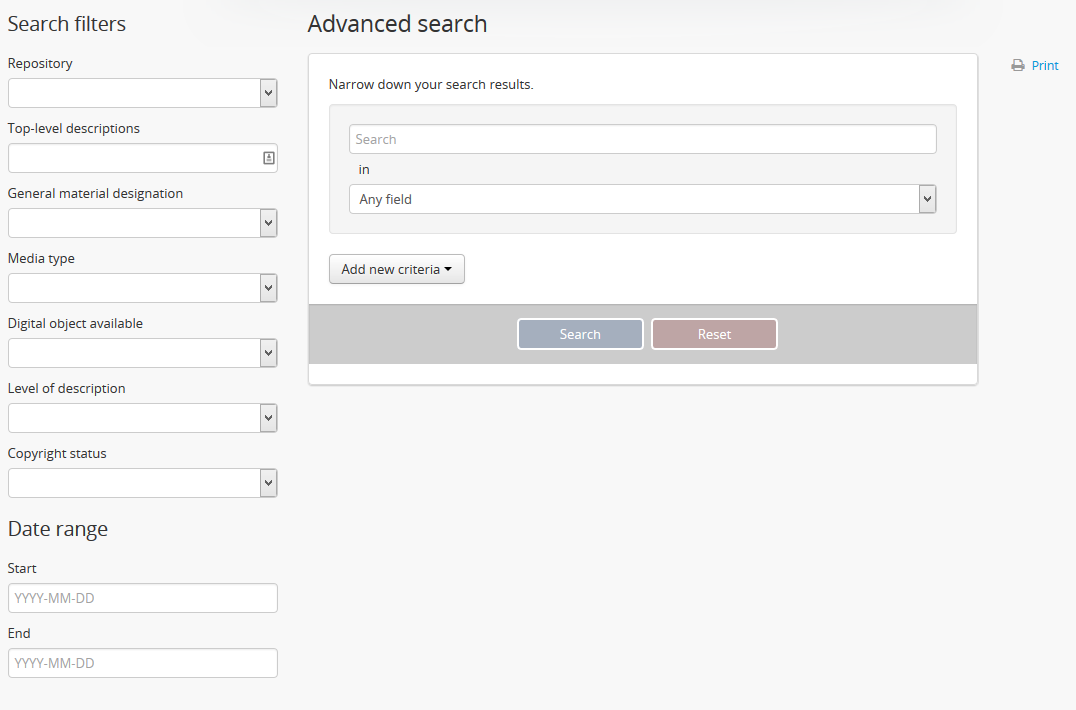 Search filters
Repository
Top-level descriptions
General material designation
Media type
Digital object available
Level of description
Copyright status
Date range
Start
YYYY-MM-DD
End
YYYY-MM-DD
Advanced search
Narrow down your search results.
Search
in
Any field
Add new criteria
Search Reset
Print